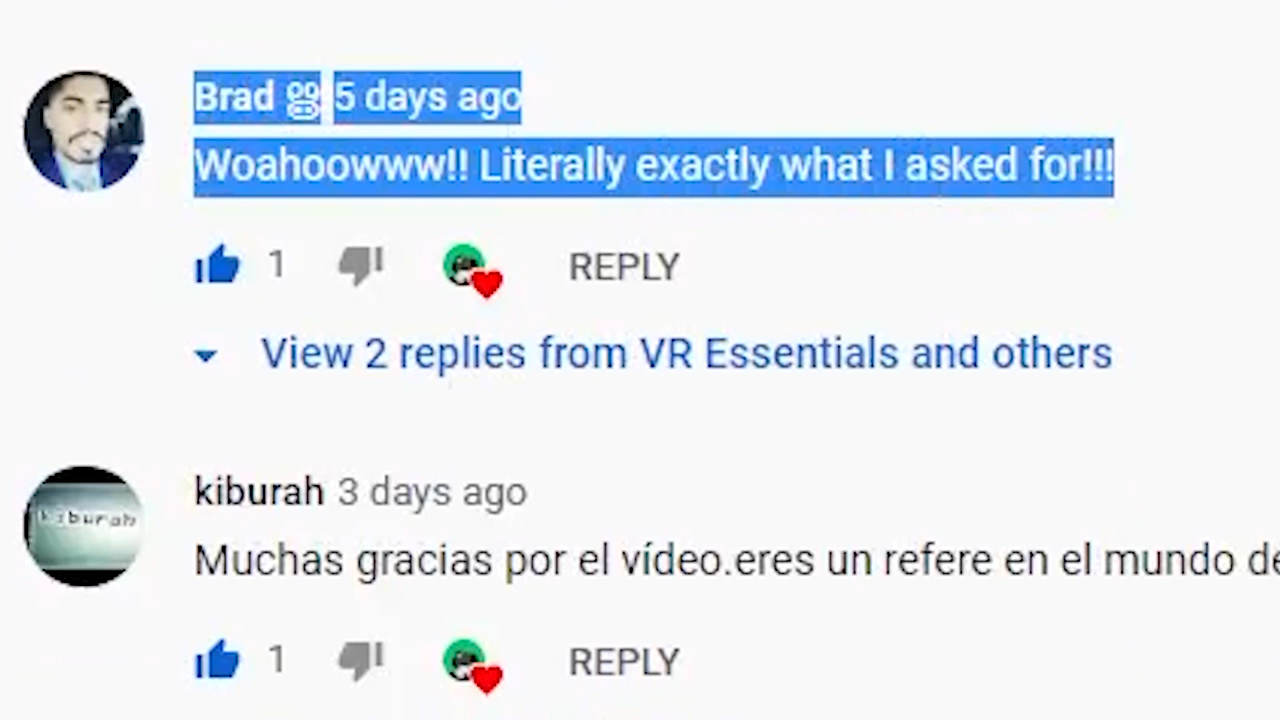 Brad 5 days ago
Woahoowww!! Literally exactly what I asked for!!!
1 REPLY
View 2 replies from VR Essentials and others
kiburah
kiburah 3 days ago
Muchas gracias por el vídeo.eres un refere en el mundo de
1 REPLY